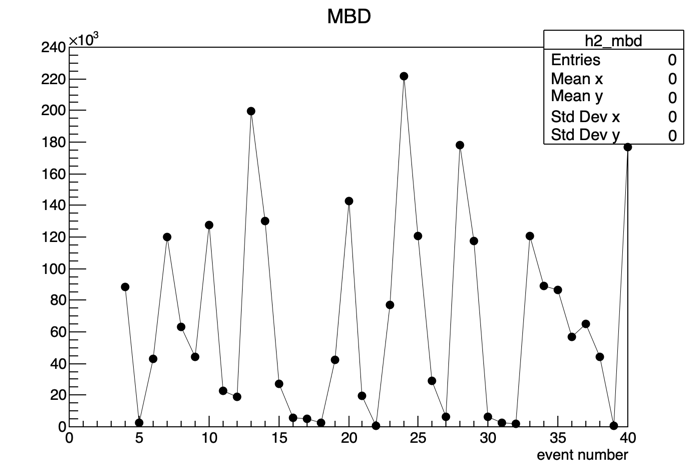 MBD
×10³
h2_mbd
Entries 0
Mean x 0
Mean y 0
Std Dev x 0
Std Dev y 0
240
220
200
180
160
140
120
100
80
60
40
20
0
0 5 10 15 20 25 30 35 40
event number